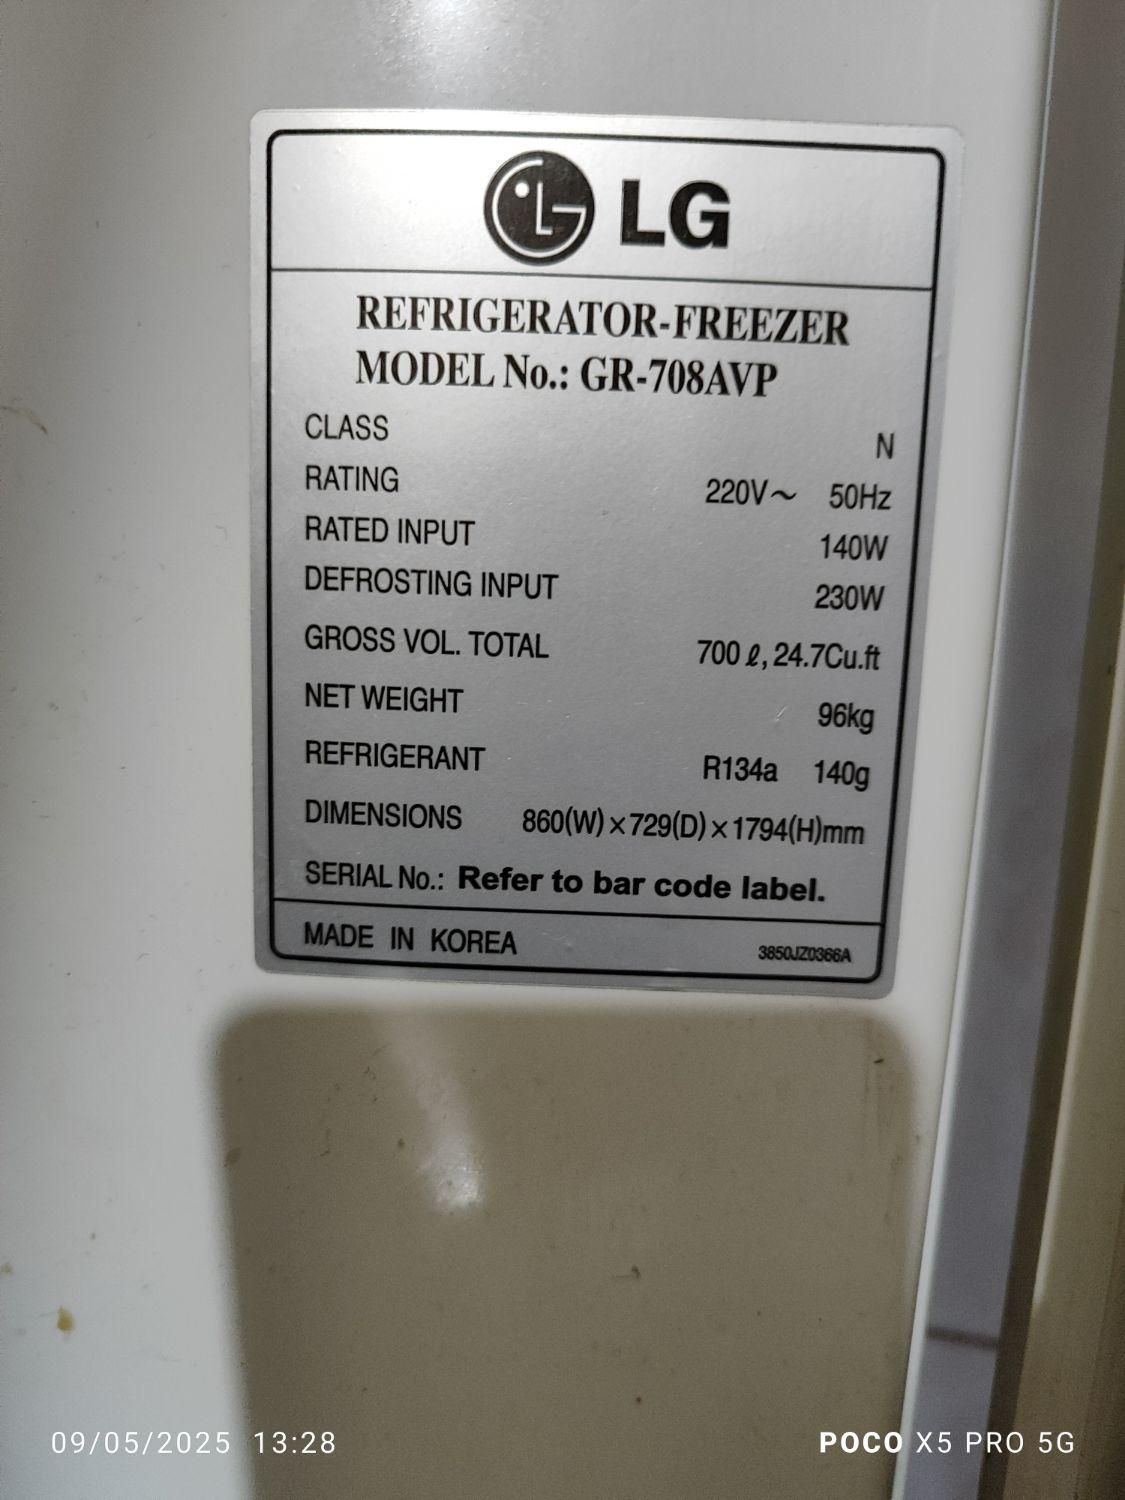 LG
REFRIGERATOR-FREEZER
MODEL No.: GR-708AVP
CLASS N
RATING 220V～ 50Hz
RATED INPUT 140W
DEFROSTING INPUT 230W
GROSS VOL. TOTAL 700 ℓ, 24.7Cu.ft
NET WEIGHT 96kg
REFRIGERANT R134a 140g
DIMENSIONS 860(W)×729(D)×1794(H)mm
SERIAL No.: Refer to bar code label.
MADE IN KOREA 3850JZ0366A
09/05/2025 13:28 POCO X5 PRO 5G